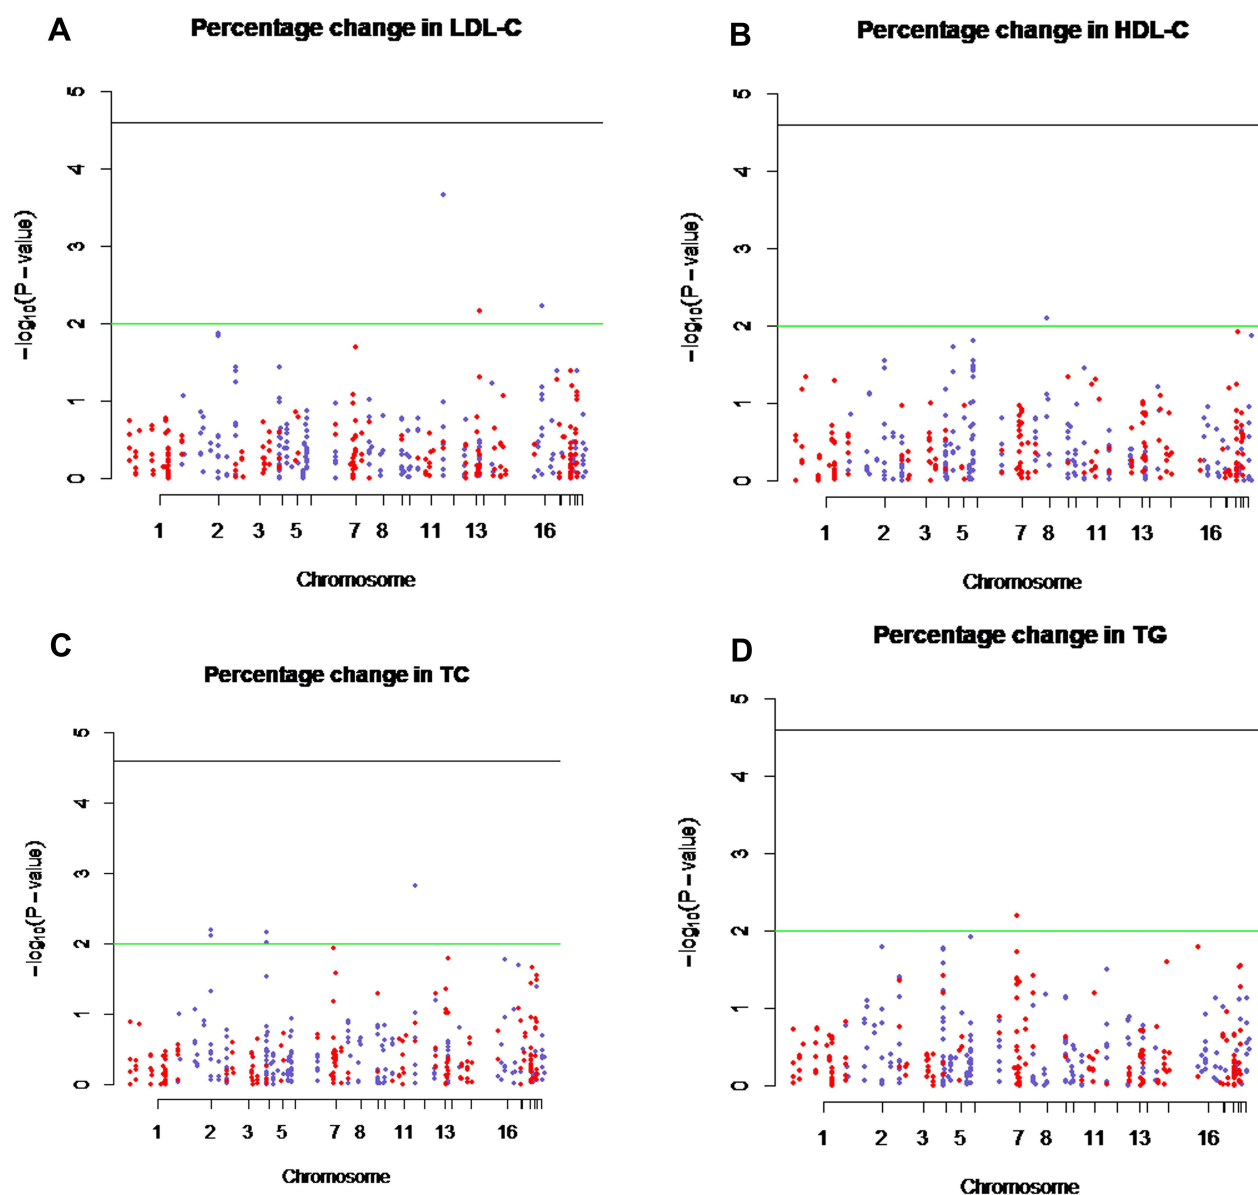 A
Percentage change in LDL-C
5
4
3
2
1
0
−log10(P−value)
1 2 3 5 7 8 11 13 16
Chromosome
B
Percentage change in HDL-C
5
4
3
2
1
0
−log10(P−value)
1 2 3 5 7 8 11 13 16
Chromosome
C
Percentage change in TC
5
4
3
2
1
0
−log10(P−value)
1 2 3 5 7 8 11 13 16
Chromosome
D
Percentage change in TG
5
4
3
2
1
0
−log10(P−value)
1 2 3 5 7 8 11 13 16
Chromosome